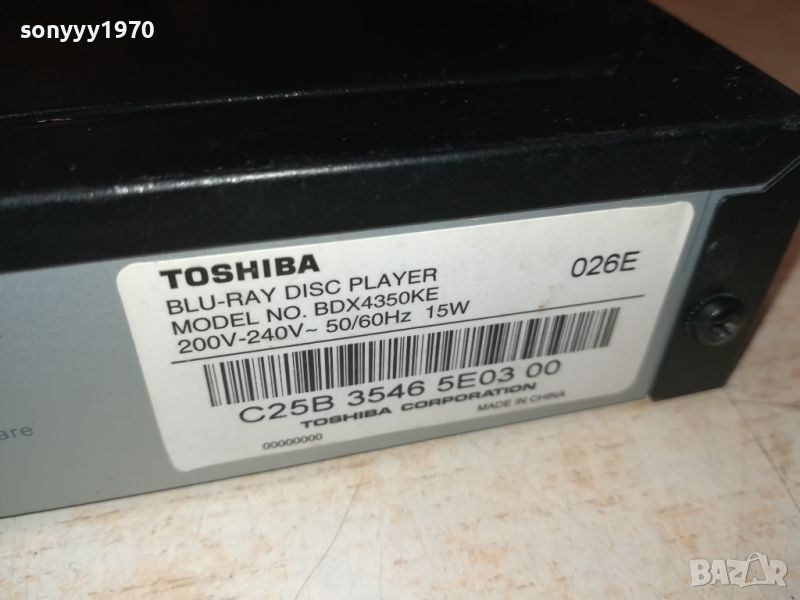 sonyyy1970
TOSHIBA
BLU-RAY DISC PLAYER
026E
MODEL NO. BDX4350KE
200V-240V~ 50/60Hz 15W
C25B 3546 5E03 00
TOSHIBA CORPORATION
MADE IN CHINA
00000000
are
BAZAR